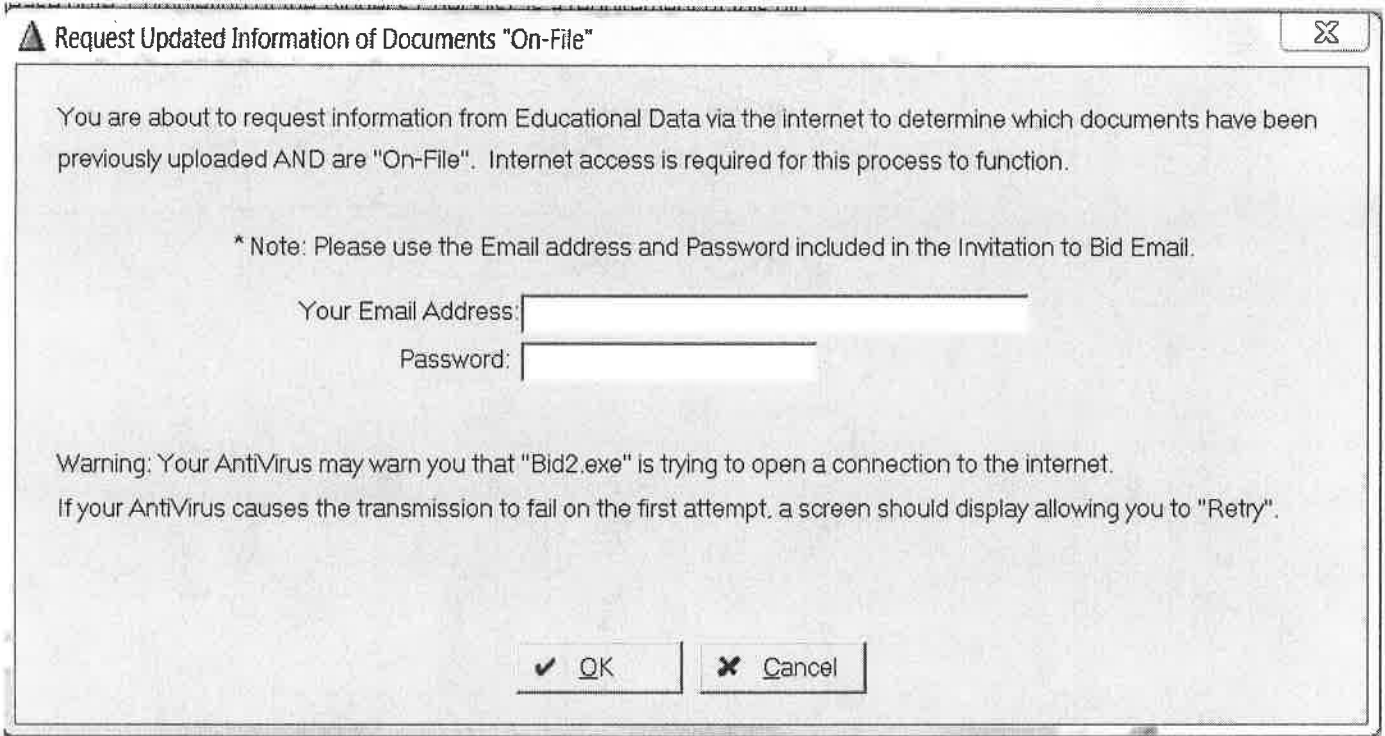 Request Updated Information of Documents "On-File"
You are about to request information from Educational Data via the internet to determine which documents have been
previously uploaded AND are "On-File".  Internet access is required for this process to function.
* Note: Please use the Email address and Password included in the Invitation to Bid Email.
Your Email Address:
Password:
Warning: Your AntiVirus may warn you that "Bid2.exe" is trying to open a connection to the internet.
If your AntiVirus causes the transmission to fail on the first attempt, a screen should display allowing you to "Retry".
✔ OK
✖ Cancel